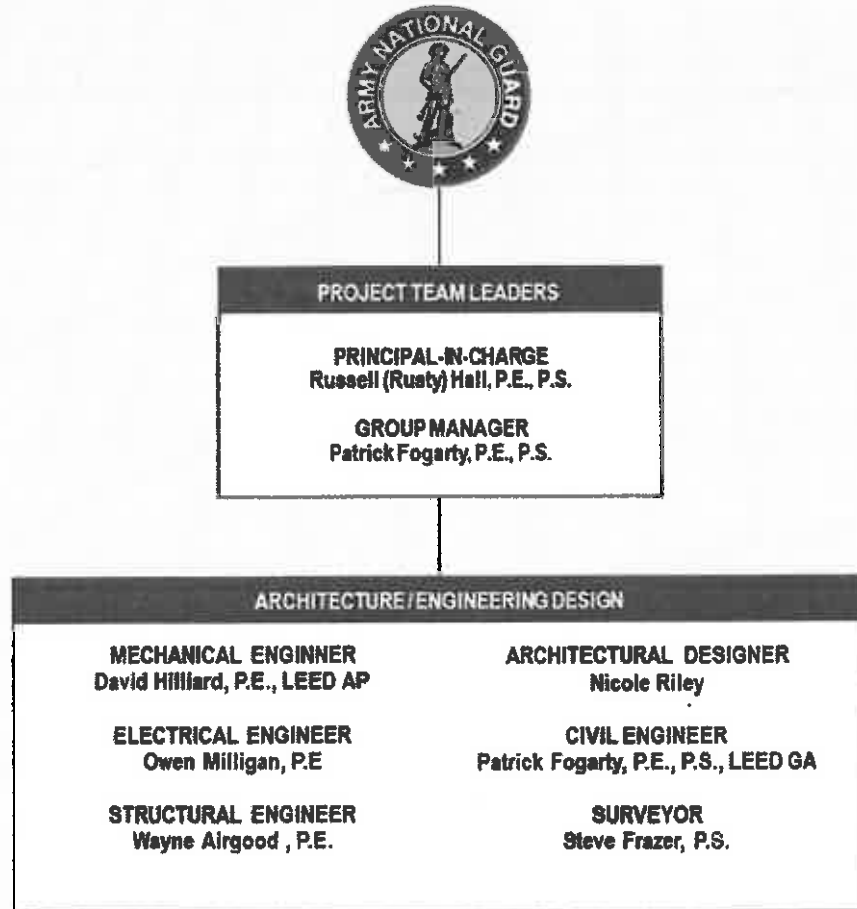 ARMY NATIONAL GUARD
PROJECT TEAM LEADERS
PRINCIPAL-IN-CHARGE
Russell (Rusty) Hall, P.E., P.S.
GROUP MANAGER
Patrick Fogarty, P.E., P.S.
ARCHITECTURE / ENGINEERING DESIGN
MECHANICAL ENGINNER
David Hilliard, P.E., LEED AP
ELECTRICAL ENGINEER
Owen Milligan, P.E
STRUCTURAL ENGINEER
Wayne Airgood , P.E.
ARCHITECTURAL DESIGNER
Nicole Riley
CIVIL ENGINEER
Patrick Fogarty, P.E., P.S., LEED GA
SURVEYOR
Steve Frazer, P.S.